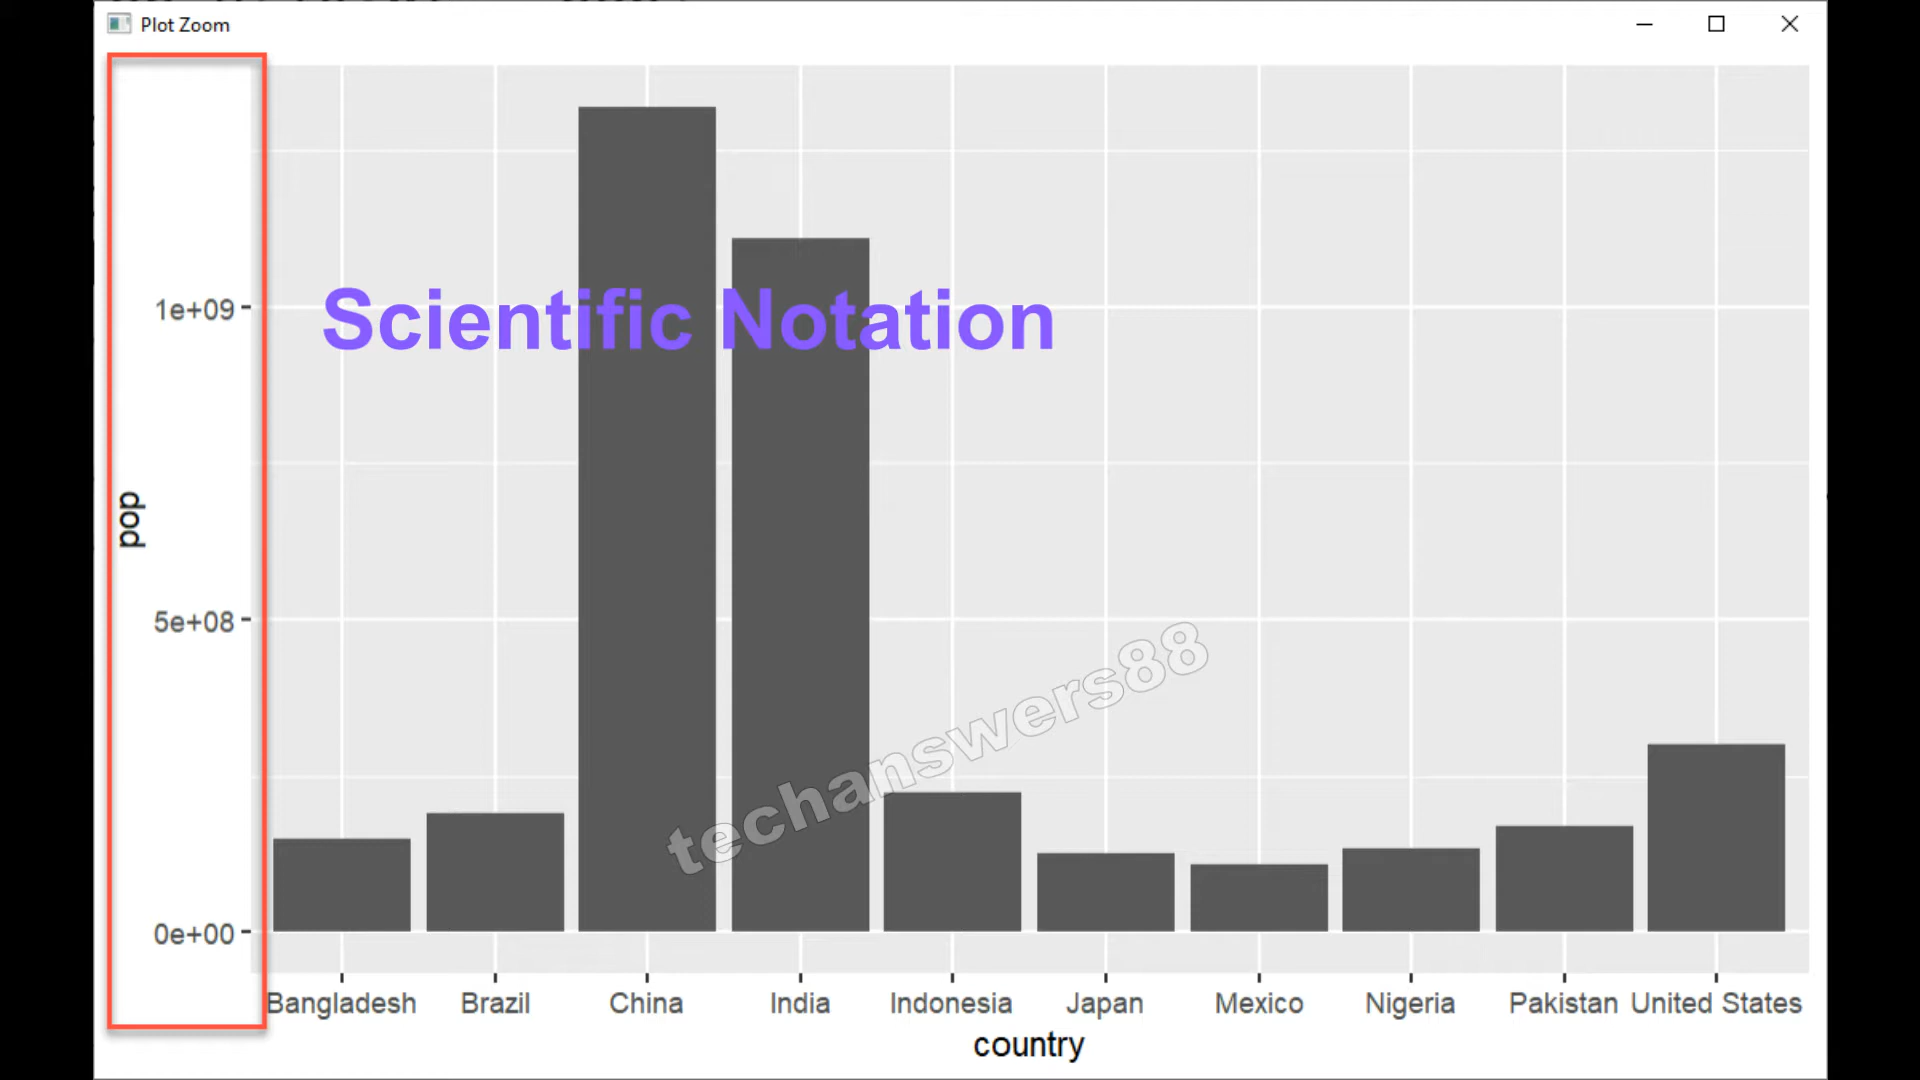 Plot Zoom
1e+09
Scientific Notation
pop
5e+08
techanswers88
0e+00
Bangladesh Brazil China India Indonesia Japan Mexico Nigeria Pakistan United States
country